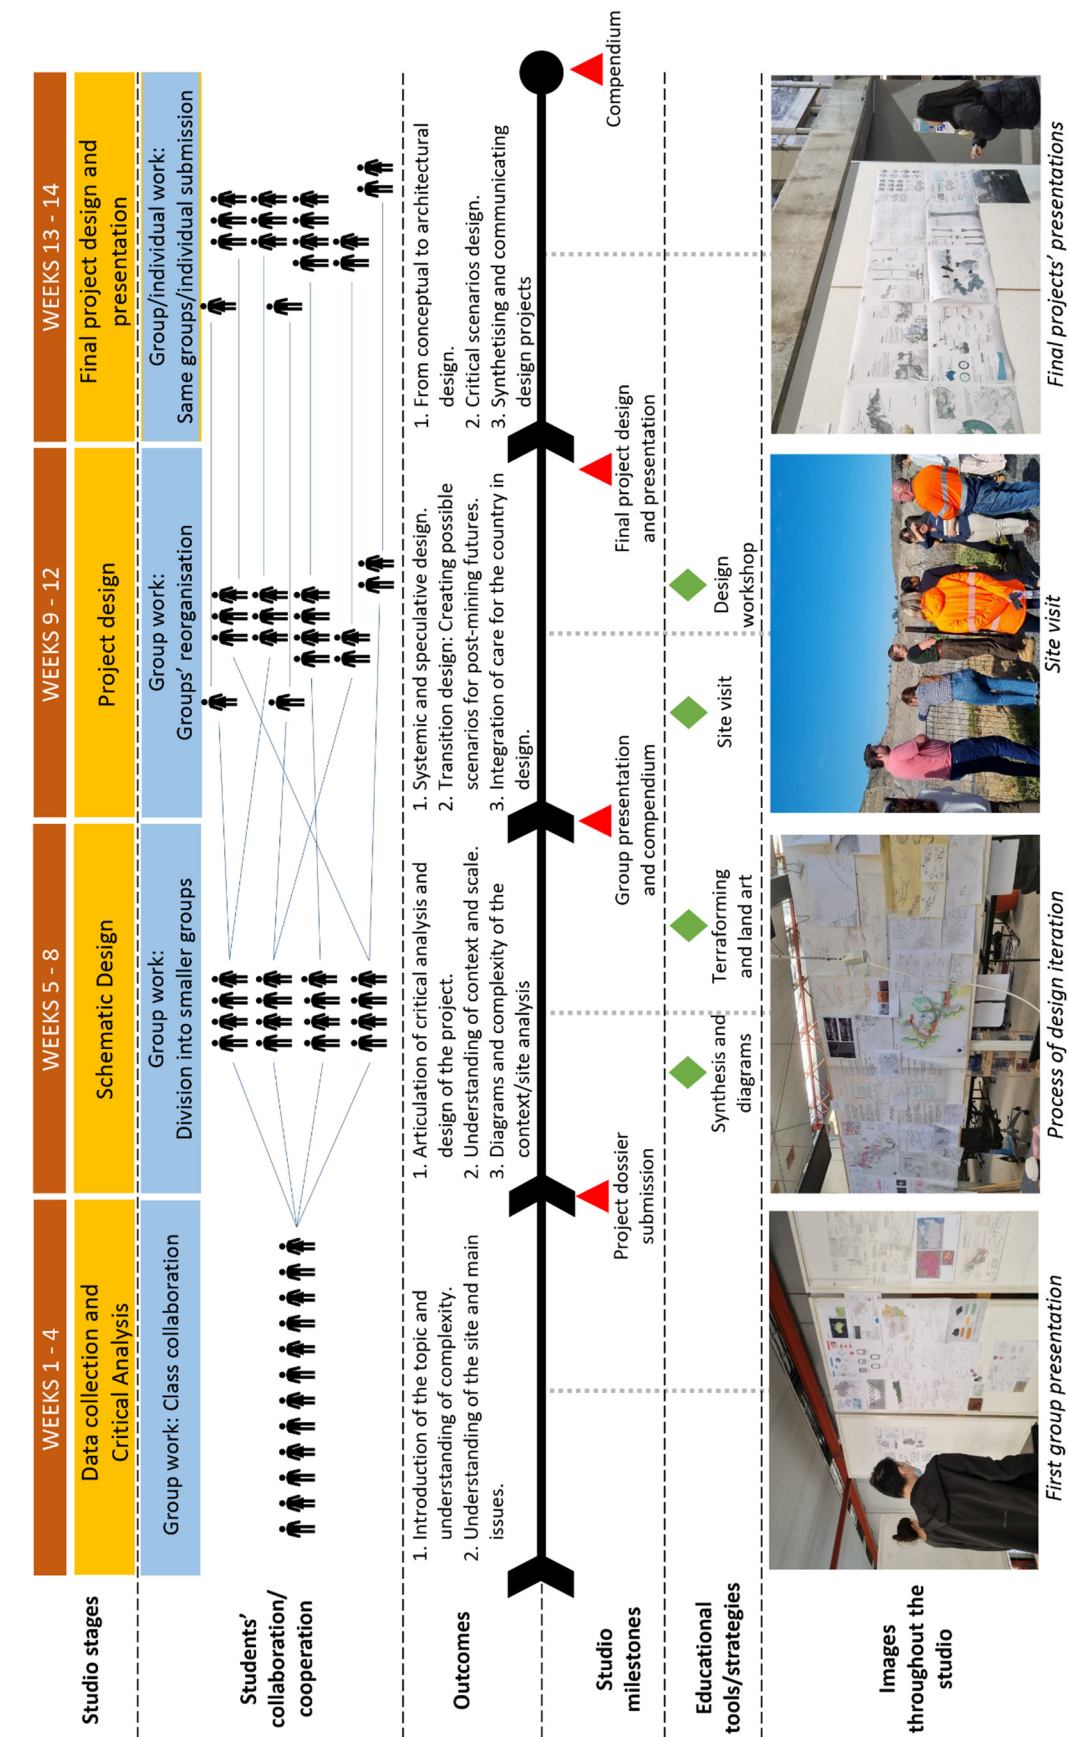 Studio stages
WEEKS 1 - 4
WEEKS 5 - 8
WEEKS 9 - 12
WEEKS 13 - 14
Data collection and
Critical Analysis
Schematic Design
Project design
Final project design and
presentation
Students’
collaboration/
cooperation
Group work: Class collaboration
Group work:
Division into smaller groups
Group work:
Groups’ reorganisation
Group/individual work:
Same groups/individual submission
Outcomes
1. Introduction of the topic and
understanding of complexity.
2. Understanding of the site and main
issues.
1. Articulation of critical analysis and
design of the project.
2. Understanding of context and scale.
3. Diagrams and complexity of the
context/site analysis
1. Systemic and speculative design.
2. Transition design: Creating possible
scenarios for post-mining futures.
3. Integration of care for the country in
design.
1. From conceptual to architectural
design.
2. Critical scenarios design.
3. Synthetising and communicating
design projects
Studio
milestones
Project dossier
submission
Group presentation
and compendium
Final project design
and presentation
Compendium
Educational
tools/strategies
Synthesis and
diagrams
Terraforming
and land art
Site visit
Design
workshop
Images
throughout the
studio
First group presentation
Process of design iteration
Site visit
Final projects’ presentations